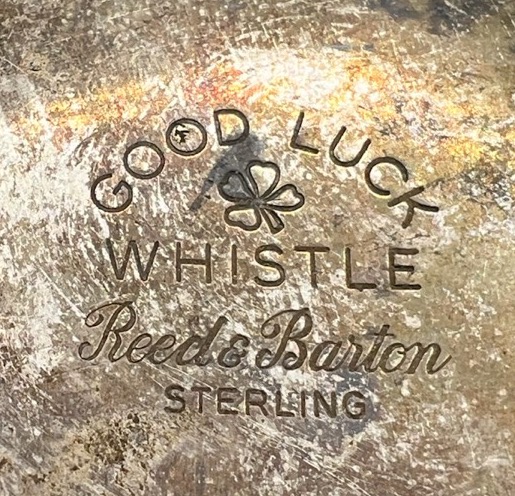 GOOD LUCK
WHISTLE
Reed & Barton
STERLING